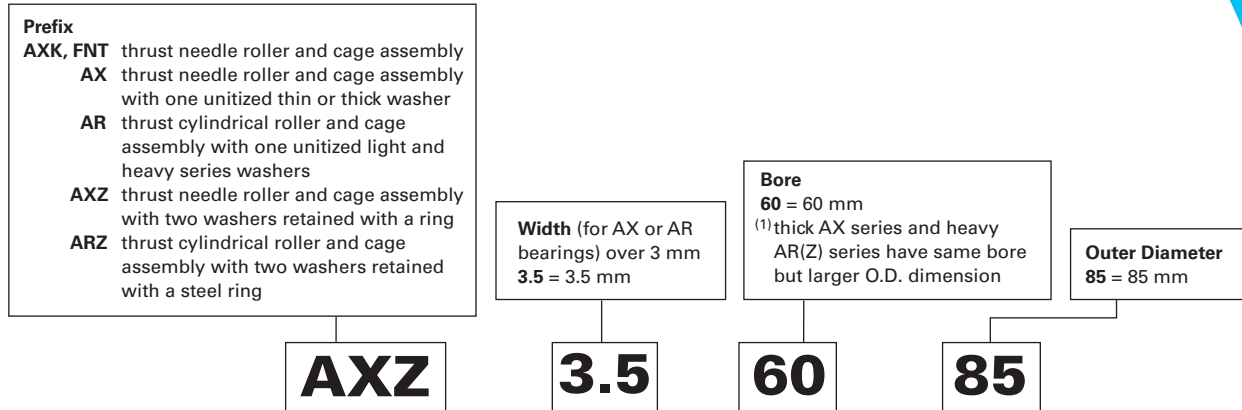 Prefix
AXK, FNT thrust needle roller and cage assembly
AX thrust needle roller and cage assembly
with one unitized thin or thick washer
AR thrust cylindrical roller and cage
assembly with one unitized light and
heavy series washers
AXZ thrust needle roller and cage assembly
with two washers retained with a ring
ARZ thrust cylindrical roller and cage
assembly with two washers retained
with a steel ring
Width (for AX or AR
bearings) over 3 mm
3.5 = 3.5 mm
Bore
60 = 60 mm
(1) thick AX series and heavy
AR(Z) series have same bore
but larger O.D. dimension
Outer Diameter
85 = 85 mm
AXZ 3.5 60 85